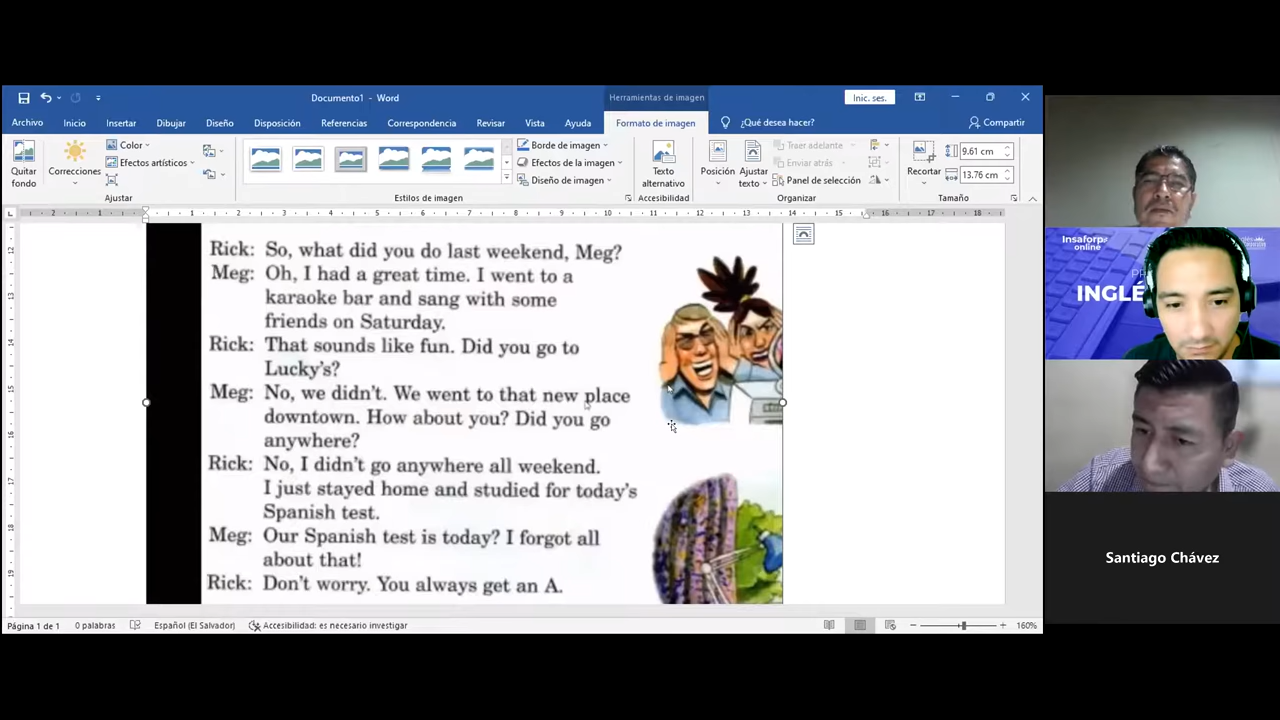 Documento1 - Word
Herramientas de imagen
Inic. ses.
Archivo Inicio Insertar Dibujar Diseño Disposición Referencias Correspondencia Revisar Vista Ayuda Formato de imagen ¿Qué desea hacer? Compartir
Quitar fondo
Correcciones
Color
Efectos artísticos
Ajustar
Estilos de imagen
Borde de imagen
Efectos de la imagen
Diseño de imagen
Texto alternativo
Accesibilidad
Posición
Ajustar texto
Traer adelante
Enviar atrás
Panel de selección
Organizar
Recortar
9.61 cm
13.76 cm
Tamaño
Rick: So, what did you do last weekend, Meg?
Meg: Oh, I had a great time. I went to a
karaoke bar and sang with some
friends on Saturday.
Rick: That sounds like fun. Did you go to
Lucky's?
Meg: No, we didn't. We went to that new place
downtown. How about you? Did you go
anywhere?
Rick: No, I didn't go anywhere all weekend.
I just stayed home and studied for today's
Spanish test.
Meg: Our Spanish test is today? I forgot all
about that!
Rick: Don't worry. You always get an A.
Página 1 de 1 0 palabras Español (El Salvador) Accesibilidad: es necesario investigar 160%
Insaforp
online
INGLÉ
Santiago Chávez